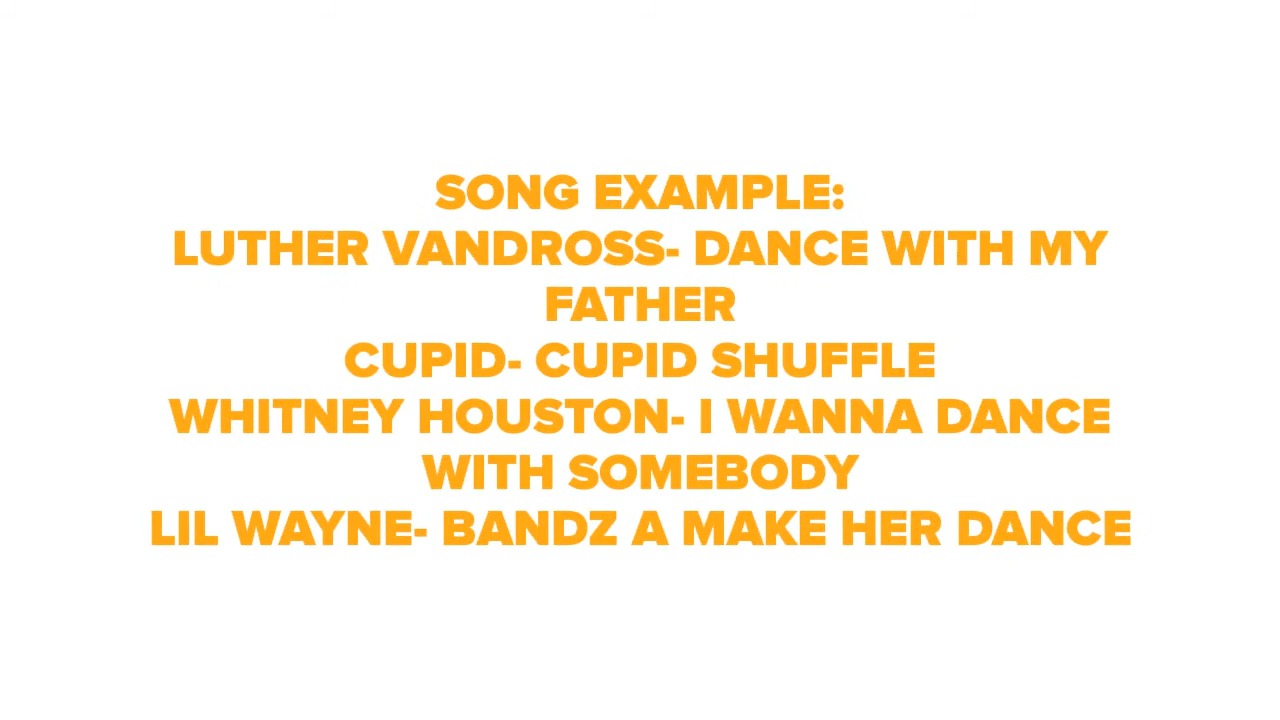 SONG EXAMPLE:
LUTHER VANDROSS- DANCE WITH MY
FATHER
CUPID- CUPID SHUFFLE
WHITNEY HOUSTON- I WANNA DANCE
WITH SOMEBODY
LIL WAYNE- BANDZ A MAKE HER DANCE